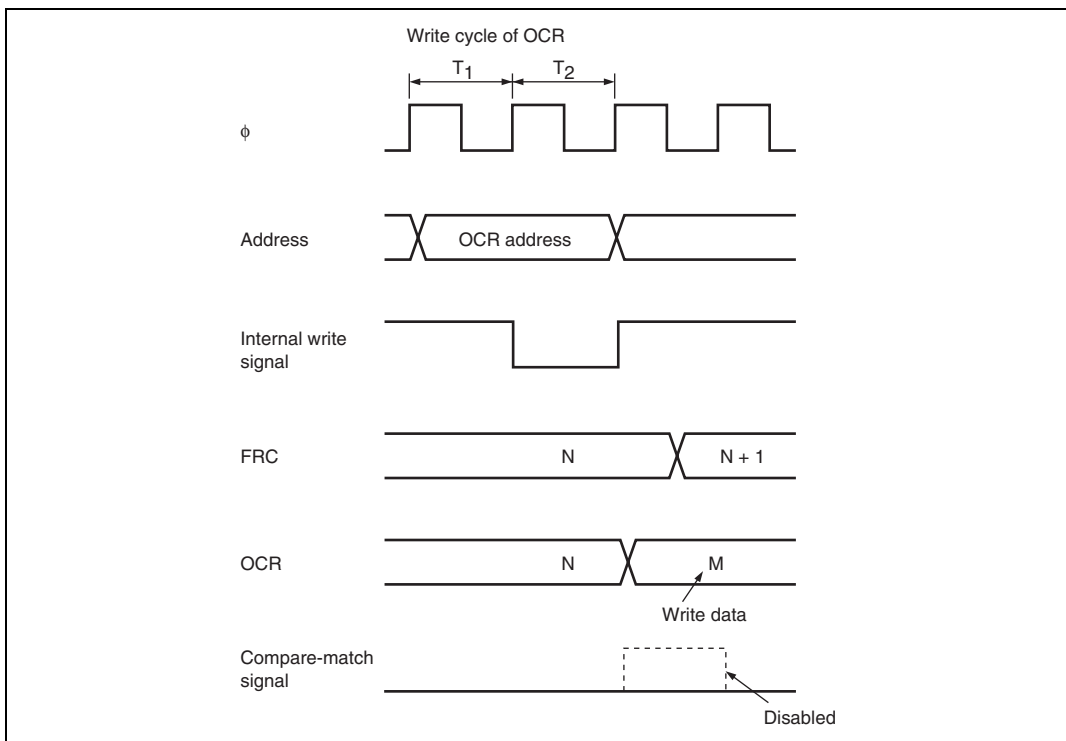 Write cycle of OCR
T1 T2
ϕ
Address
OCR address
Internal write
signal
FRC
N
N + 1
OCR
N
M
Write data
Compare-match
signal
Disabled